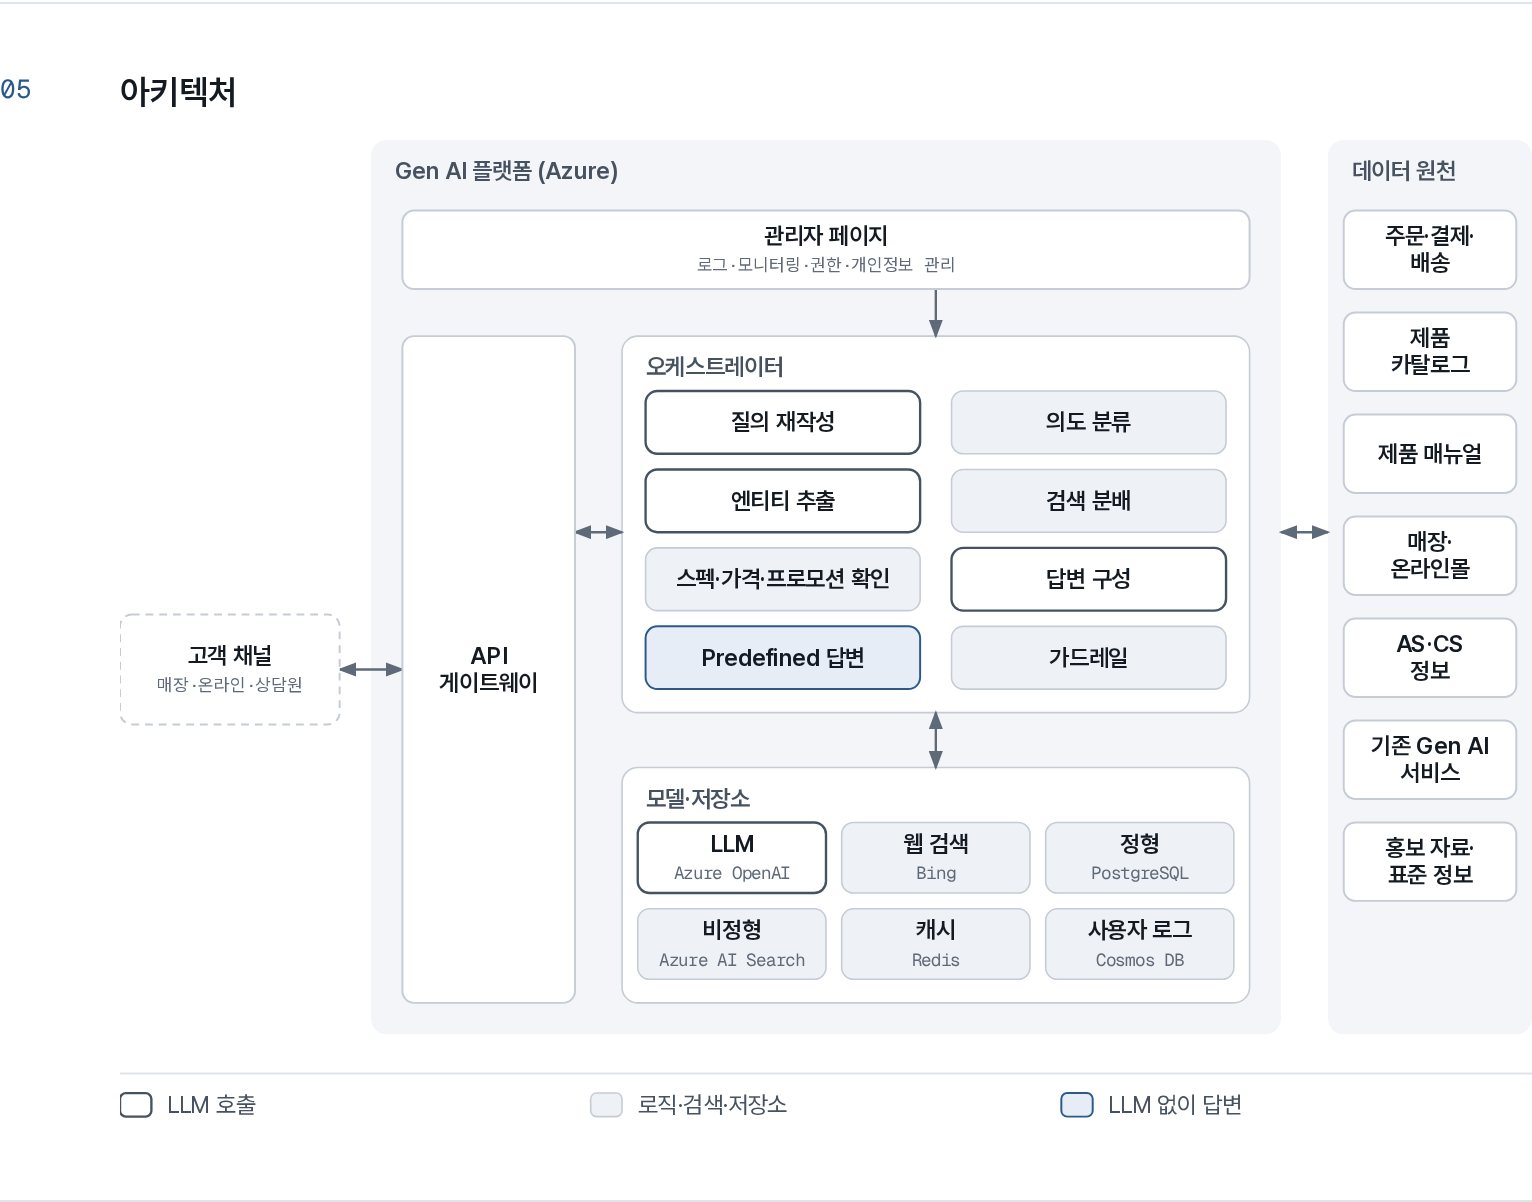 05
아키텍처
Gen AI 플랫폼 (Azure)
관리자 페이지
로그·모니터링·권한·개인정보 관리
고객 채널
매장·온라인·상담원
API
게이트웨이
오케스트레이터
질의 재작성
의도 분류
엔티티 추출
검색 분배
스펙·가격·프로모션 확인
답변 구성
Predefined 답변
가드레일
모델·저장소
LLM
Azure OpenAI
웹 검색
Bing
정형
PostgreSQL
비정형
Azure AI Search
캐시
Redis
사용자 로그
Cosmos DB
데이터 원천
주문·결제·
배송
제품
카탈로그
제품 매뉴얼
매장·
온라인몰
AS·CS
정보
기존 Gen AI
서비스
홍보 자료·
표준 정보
LLM 호출
로직·검색·저장소
LLM 없이 답변